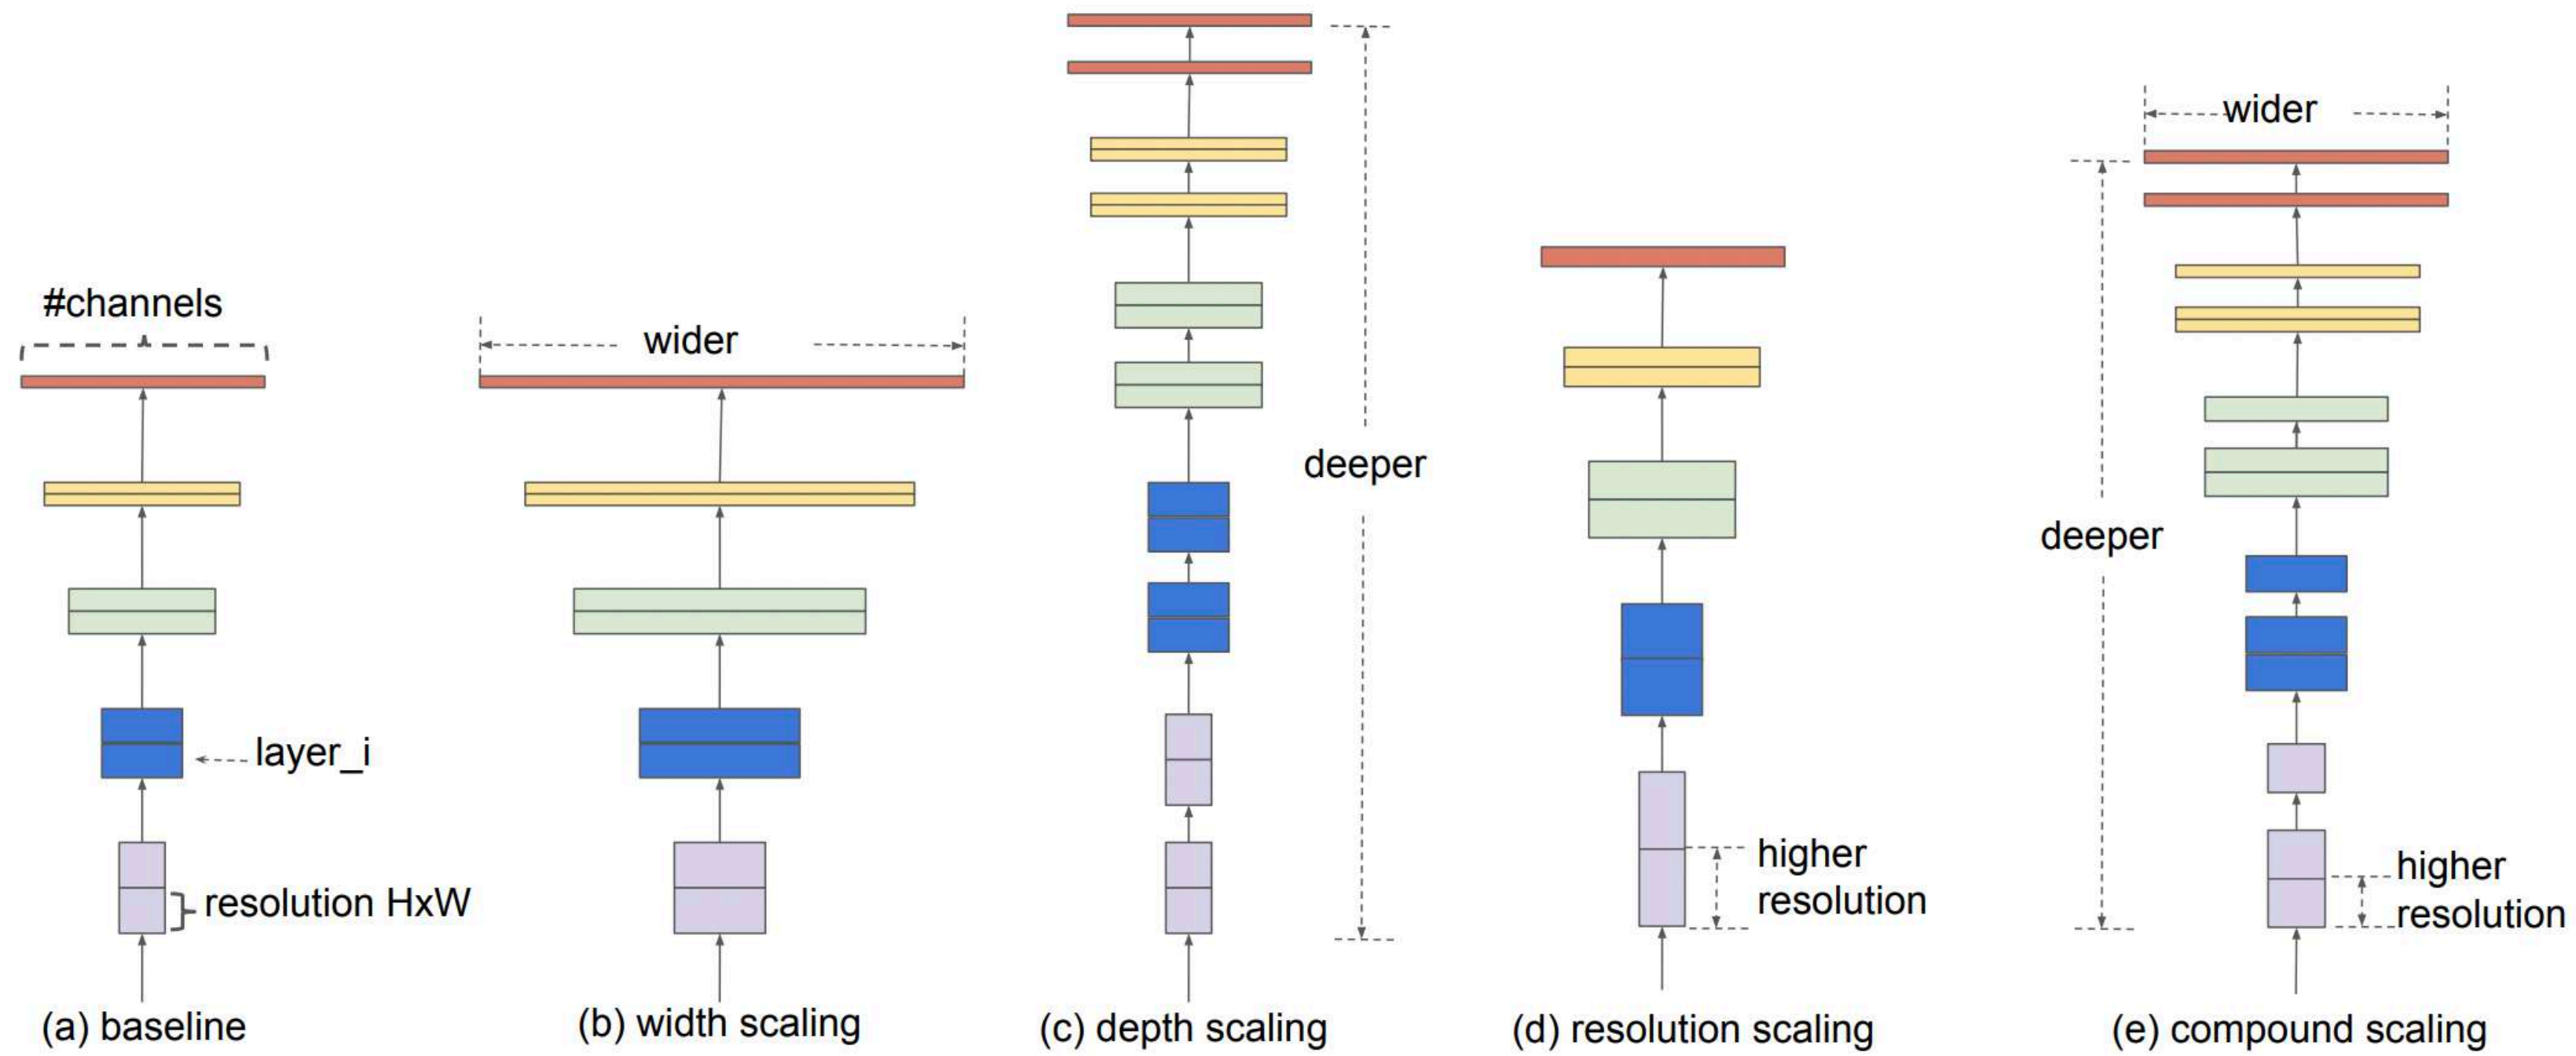 #channels
layer_i
resolution HxW
(a) baseline
wider
(b) width scaling
deeper
(c) depth scaling
higher
resolution
(d) resolution scaling
wider
deeper
higher
resolution
(e) compound scaling